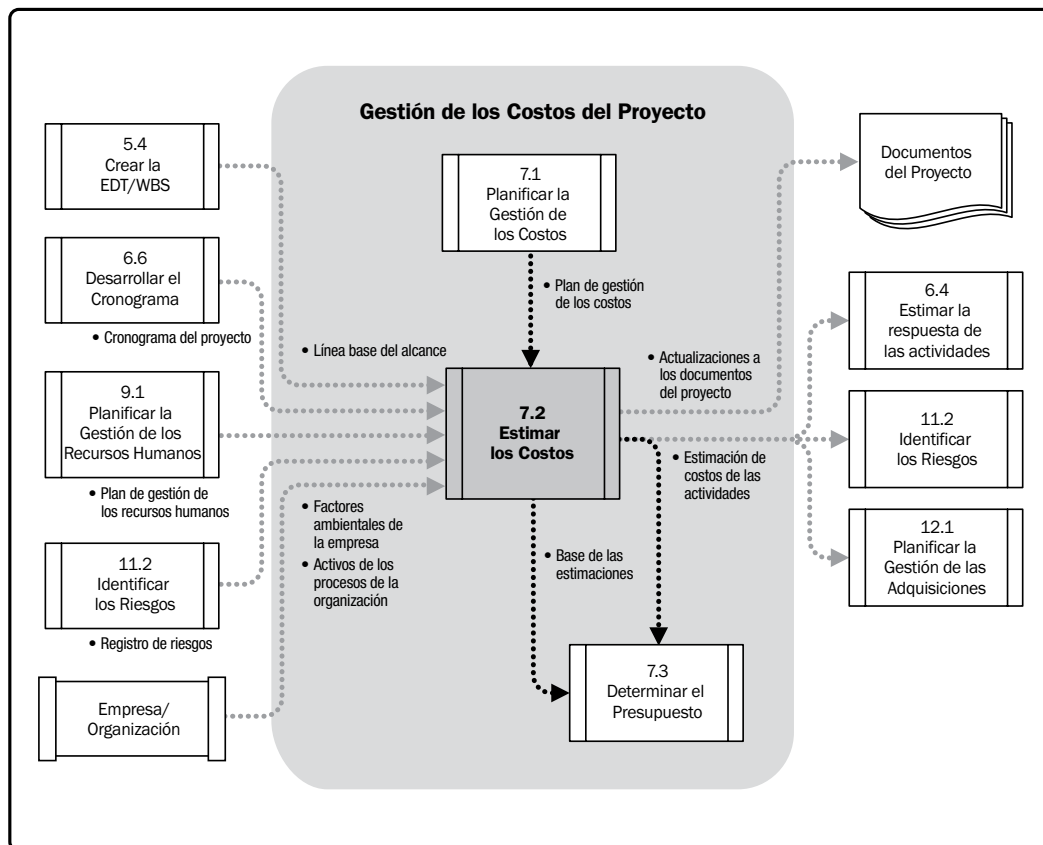 Gestión de los Costos del Proyecto
5.4
Crear la
EDT/WBS
6.6
Desarrollar el
Cronograma
• Cronograma del proyecto
9.1
Planificar la
Gestión de los
Recursos Humanos
• Plan de gestión de
los recursos humanos
11.2
Identificar
los Riesgos
• Registro de riesgos
Empresa/
Organización
7.1
Planificar la
Gestión de
los Costos
• Plan de gestión
de los costos
• Línea base del alcance
7.2
Estimar
los Costos
• Factores
ambientales de
la empresa
• Activos de los
procesos de la
organización
• Actualizaciones a
los documentos
del proyecto
• Estimación de
costos de las
actividades
• Base de las
estimaciones
7.3
Determinar el
Presupuesto
Documentos
del Proyecto
6.4
Estimar la
respuesta de
las actividades
11.2
Identificar
los Riesgos
12.1
Planificar la
Gestión de las
Adquisiciones